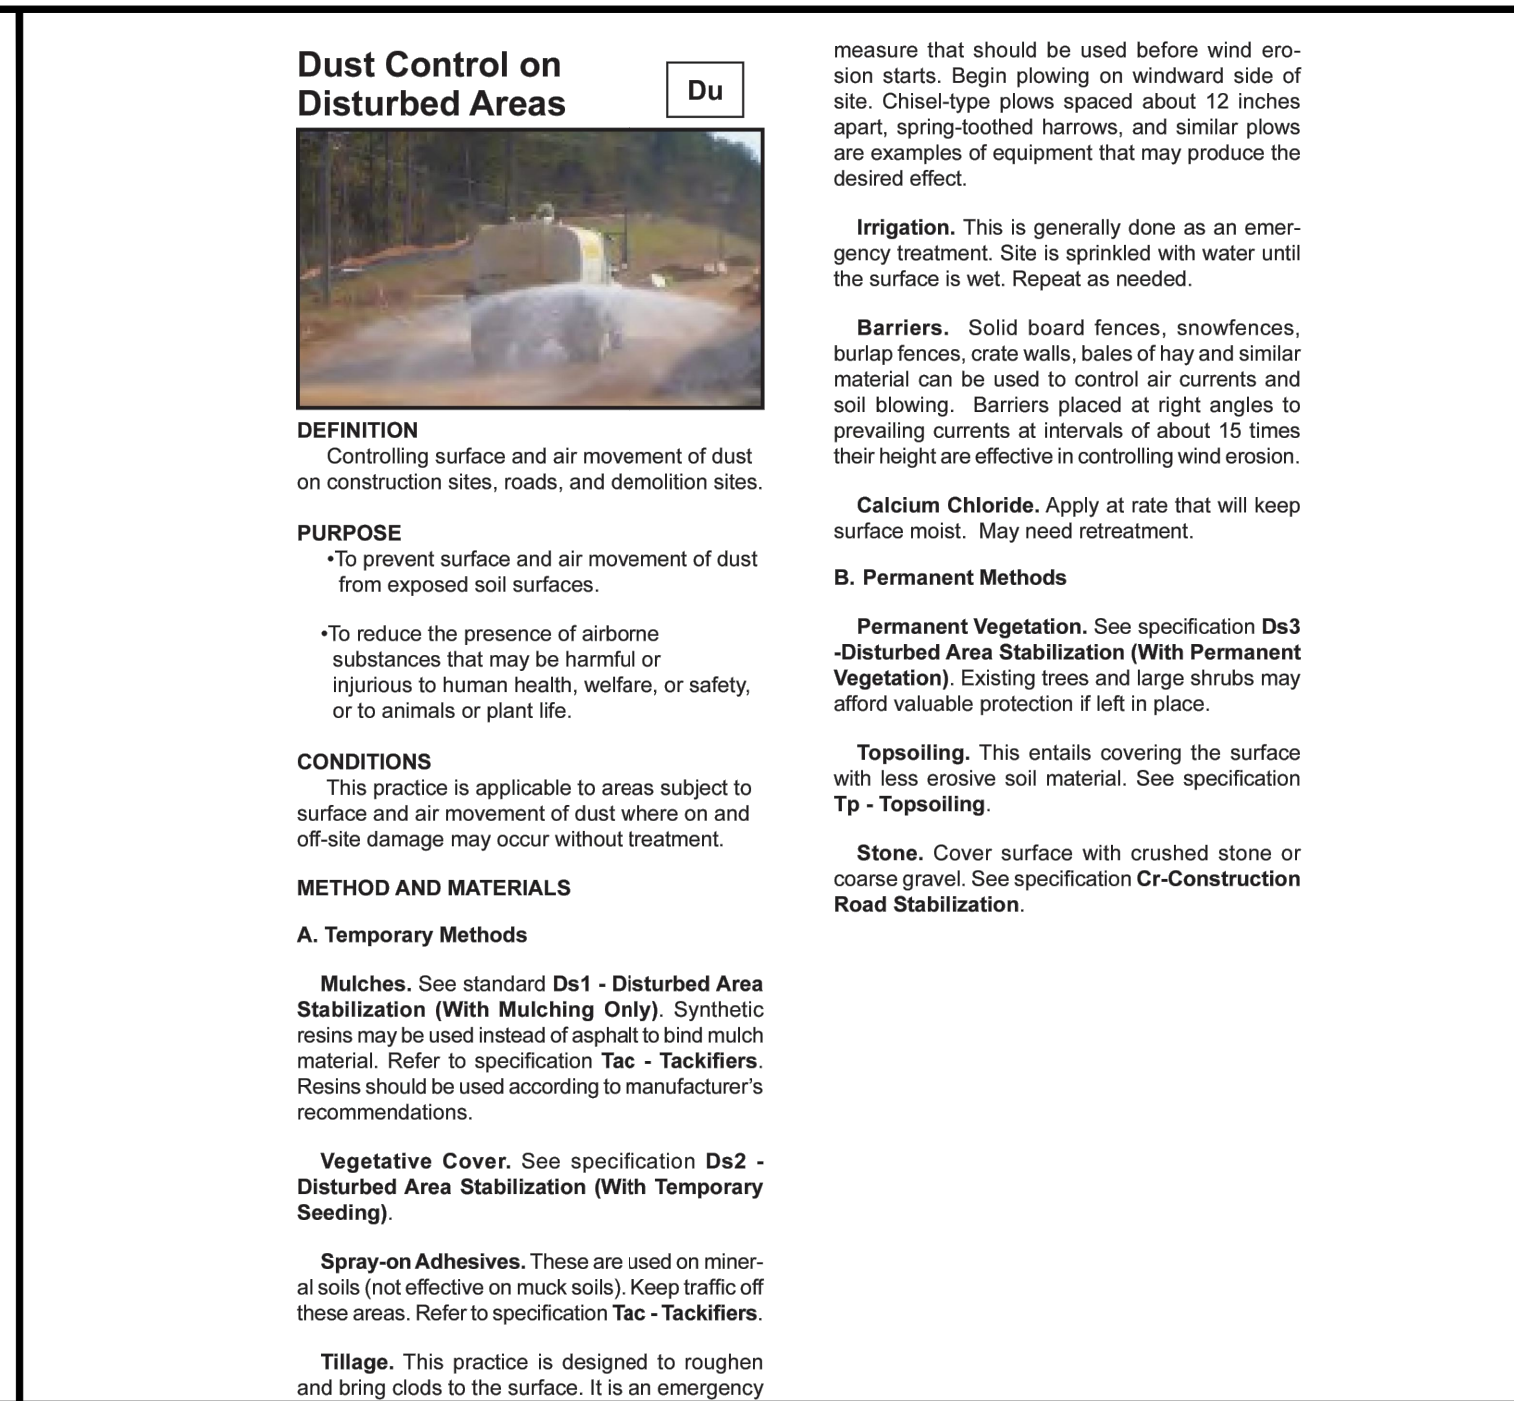 Dust Control on
Disturbed Areas
Du
DEFINITION
Controlling surface and air movement of dust
on construction sites, roads, and demolition sites.
PURPOSE
•To prevent surface and air movement of dust
from exposed soil surfaces.
•To reduce the presence of airborne
substances that may be harmful or
injurious to human health, welfare, or safety,
or to animals or plant life.
CONDITIONS
This practice is applicable to areas subject to
surface and air movement of dust where on and
off-site damage may occur without treatment.
METHOD AND MATERIALS
A. Temporary Methods
Mulches. See standard Ds1 - Disturbed Area
Stabilization (With Mulching Only). Synthetic
resins may be used instead of asphalt to bind mulch
material. Refer to specification Tac - Tackifiers.
Resins should be used according to manufacturer's
recommendations.
Vegetative Cover. See specification Ds2 -
Disturbed Area Stabilization (With Temporary
Seeding).
Spray-on Adhesives. These are used on miner-
al soils (not effective on muck soils). Keep traffic off
these areas. Refer to specification Tac - Tackifiers.
Tillage. This practice is designed to roughen
and bring clods to the surface. It is an emergency
measure that should be used before wind ero-
sion starts. Begin plowing on windward side of
site. Chisel-type plows spaced about 12 inches
apart, spring-toothed harrows, and similar plows
are examples of equipment that may produce the
desired effect.
Irrigation. This is generally done as an emer-
gency treatment. Site is sprinkled with water until
the surface is wet. Repeat as needed.
Barriers. Solid board fences, snowfences,
burlap fences, crate walls, bales of hay and similar
material can be used to control air currents and
soil blowing. Barriers placed at right angles to
prevailing currents at intervals of about 15 times
their height are effective in controlling wind erosion.
Calcium Chloride. Apply at rate that will keep
surface moist. May need retreatment.
B. Permanent Methods
Permanent Vegetation. See specification Ds3
-Disturbed Area Stabilization (With Permanent
Vegetation). Existing trees and large shrubs may
afford valuable protection if left in place.
Topsoiling. This entails covering the surface
with less erosive soil material. See specification
Tp - Topsoiling.
Stone. Cover surface with crushed stone or
coarse gravel. See specification Cr-Construction
Road Stabilization.